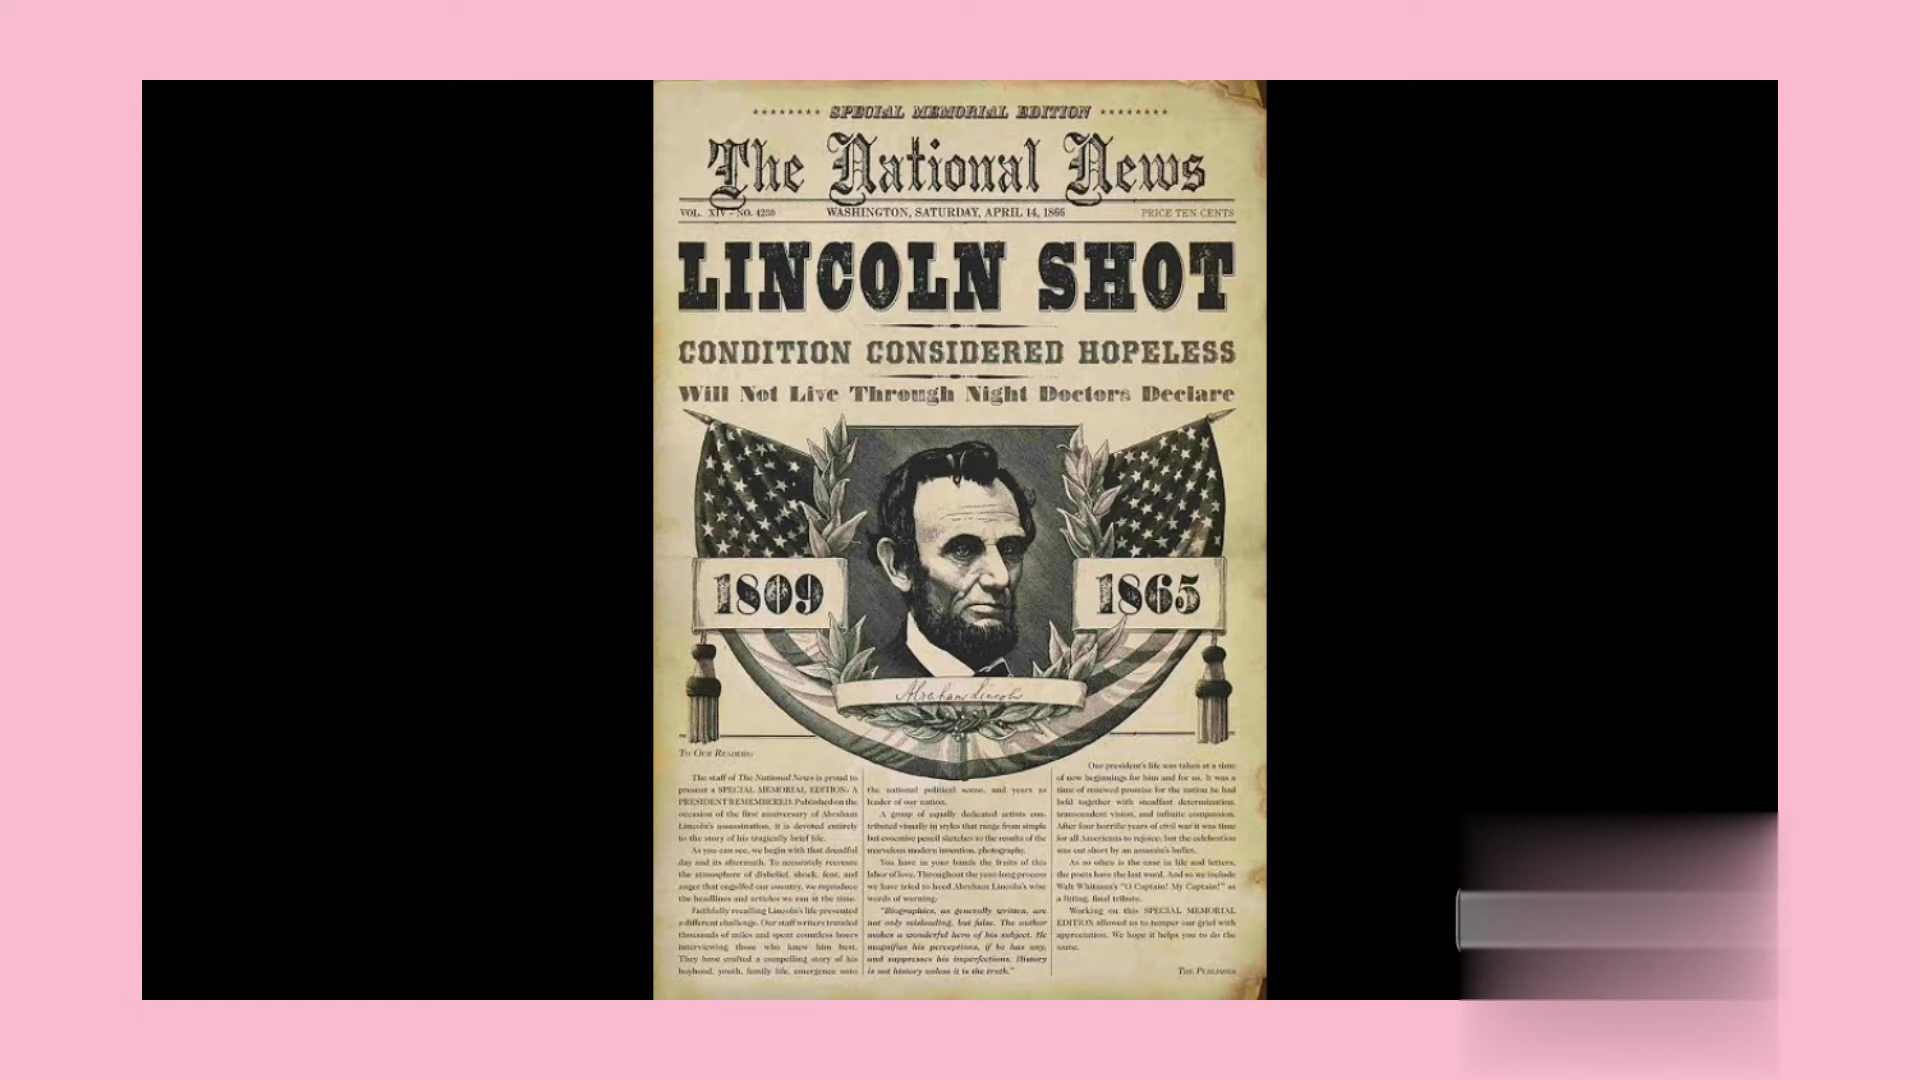 SPECIAL MEMORIAL EDITION
The National News
VOL. XIV - NO. 4230 WASHINGTON, SATURDAY, APRIL 14, 1866 PRICE TEN CENTS
LINCOLN SHOT
CONDITION CONSIDERED HOPELESS
Will Not Live Through Night Doctors Declare
1809
1865
Abraham Lincoln
To Our Readers:
The staff of The National News is proud to
present a SPECIAL MEMORIAL EDITION: A
PRESIDENT REMEMBERED. Published on the
occasion of the first anniversary of Abraham
Lincoln's assassination, it is devoted entirely
to the story of his tragically brief life.
As you can see, we begin with that dreadful
day and its aftermath. To accurately recreate
the atmosphere of disbelief, shock, fear, and
anger that engulfed our country, we reproduce
the headlines and articles we ran at the time.
Faithfully recalling Lincoln's life presented
a different challenge. Our staff writers traveled
thousands of miles and spent countless hours
interviewing those who knew him best.
They have crafted a compelling story of his
boyhood, youth, family life, emergence onto
the national political scene, and years as
leader of our nation.
A group of equally dedicated artists con-
tributed visually in styles that range from simple
but evocative pencil sketches to the results of the
marvelous modern invention, photography.
You have in your hands the fruits of this
labor of love. Throughout the year-long process
we have tried to heed Abraham Lincoln's wise
words of warning:
"Biographies, as generally written, are
not only misleading, but false. The author
makes a wonderful hero of his subject. He
magnifies his perceptions, if he has any,
and suppresses his imperfections. History
is not history unless it is the truth."
Our president's life was taken at a time
of new beginnings for him and for us. It was a
time of renewed promise for the nation he had
held together with steadfast determination,
transcendent vision, and infinite compassion.
After four horrific years of civil war it was time
for all Americans to rejoice; but the celebration
was cut short by an assassin's bullet.
As so often is the case in life and letters,
the poets have the last word. And so we include
Walt Whitman's "O Captain! My Captain!" as
a fitting, final tribute.
Working on this SPECIAL MEMORIAL
EDITION allowed us to temper our grief with
appreciation. We hope it helps you to do the
same.
The Publisher